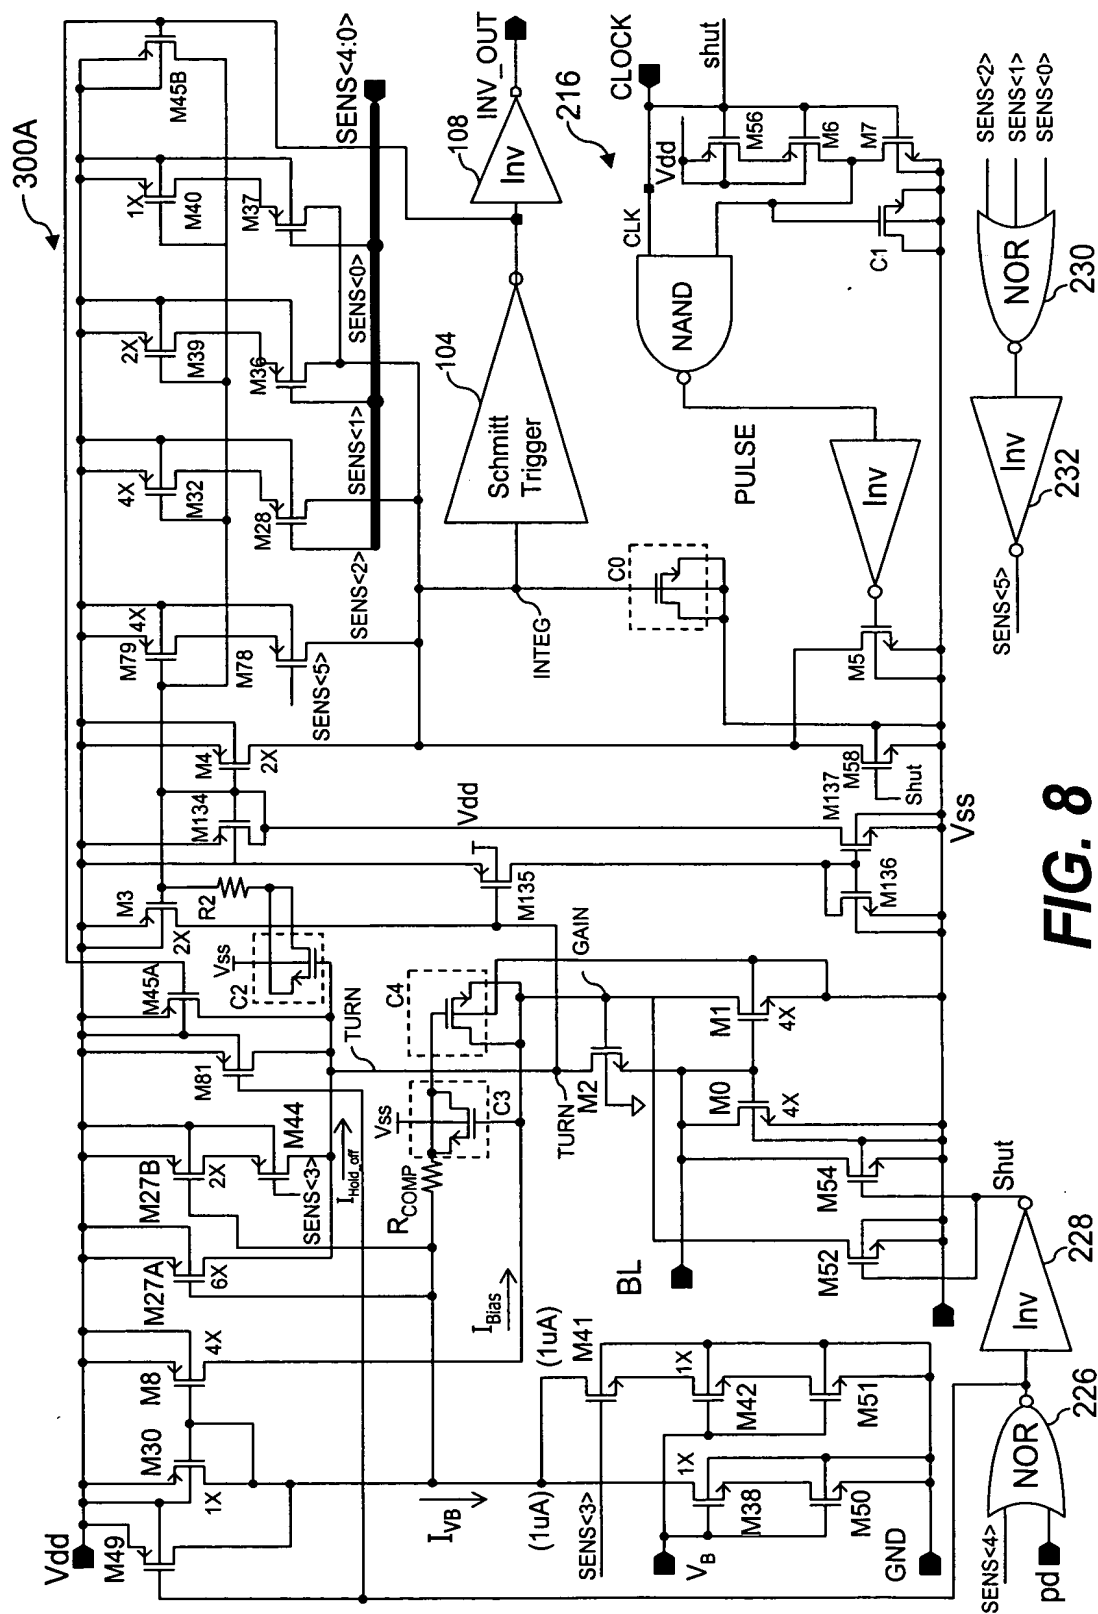 300A
Vdd
M49
M30
1X
M8
4X
M27A
6X
M27B
2X
M44
SENS<3>
I_Hold_off
M81
M45A
C2
Vss
M3
2X
R2
M134
M4
2X
M79
4X
M78
SENS<5>
4X
M32
M28
SENS<2>
2X
M39
M36
SENS<1>
1X
M40
M37
SENS<0>
M45B
SENS<4:0>
TURN
RCOMP
Vss
C3
C4
IBias
IVB
TURN
GAIN
M135
Vdd
INTEG
Schmitt
Trigger
104
Inv
108
INV_OUT
216
CLOCK
shut
CLK
Vdd
M56
M6
M7
C1
NAND
PULSE
Inv
C0
M5
M58
Shut
M137
M136
Vss
M2
M1
4X
M0
4X
BL
M54
M52
Shut
(1uA)
(1uA)
M41
SENS<3>
1X
M42
M51
1X
M38
M50
VB
GND
SENS<4>
pd
NOR
226
Inv
228
SENS<2>
SENS<1>
SENS<0>
NOR
230
Inv
232
SENS<5>
FIG. 8